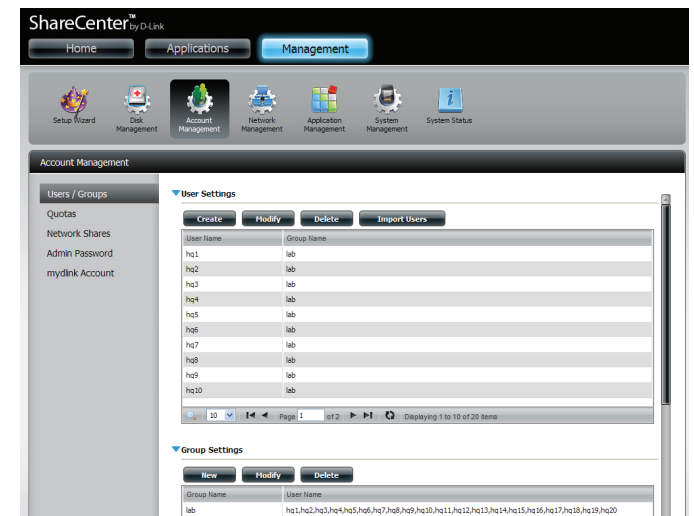 ShareCenter™ by D-Link
Home Applications Management
Setup Wizard Disk Management Account Management Network Management Application Management System Management System Status
Account Management
Users / Groups
Quotas
Network Shares
Admin Password
mydlink Account
User Settings
Create Modify Delete Import Users
User Name Group Name
hq1 lab
hq2 lab
hq3 lab
hq4 lab
hq5 lab
hq6 lab
hq7 lab
hq8 lab
hq9 lab
hq10 lab
10 Page 1 of 2 Displaying 1 to 10 of 20 items
Group Settings
New Modify Delete
Group Name User Name
lab hq1,hq2,hq3,hq4,hq5,hq6,hq7,hq8,hq9,hq10,hq11,hq12,hq13,hq14,hq15,hq16,hq17,hq18,hq19,hq20